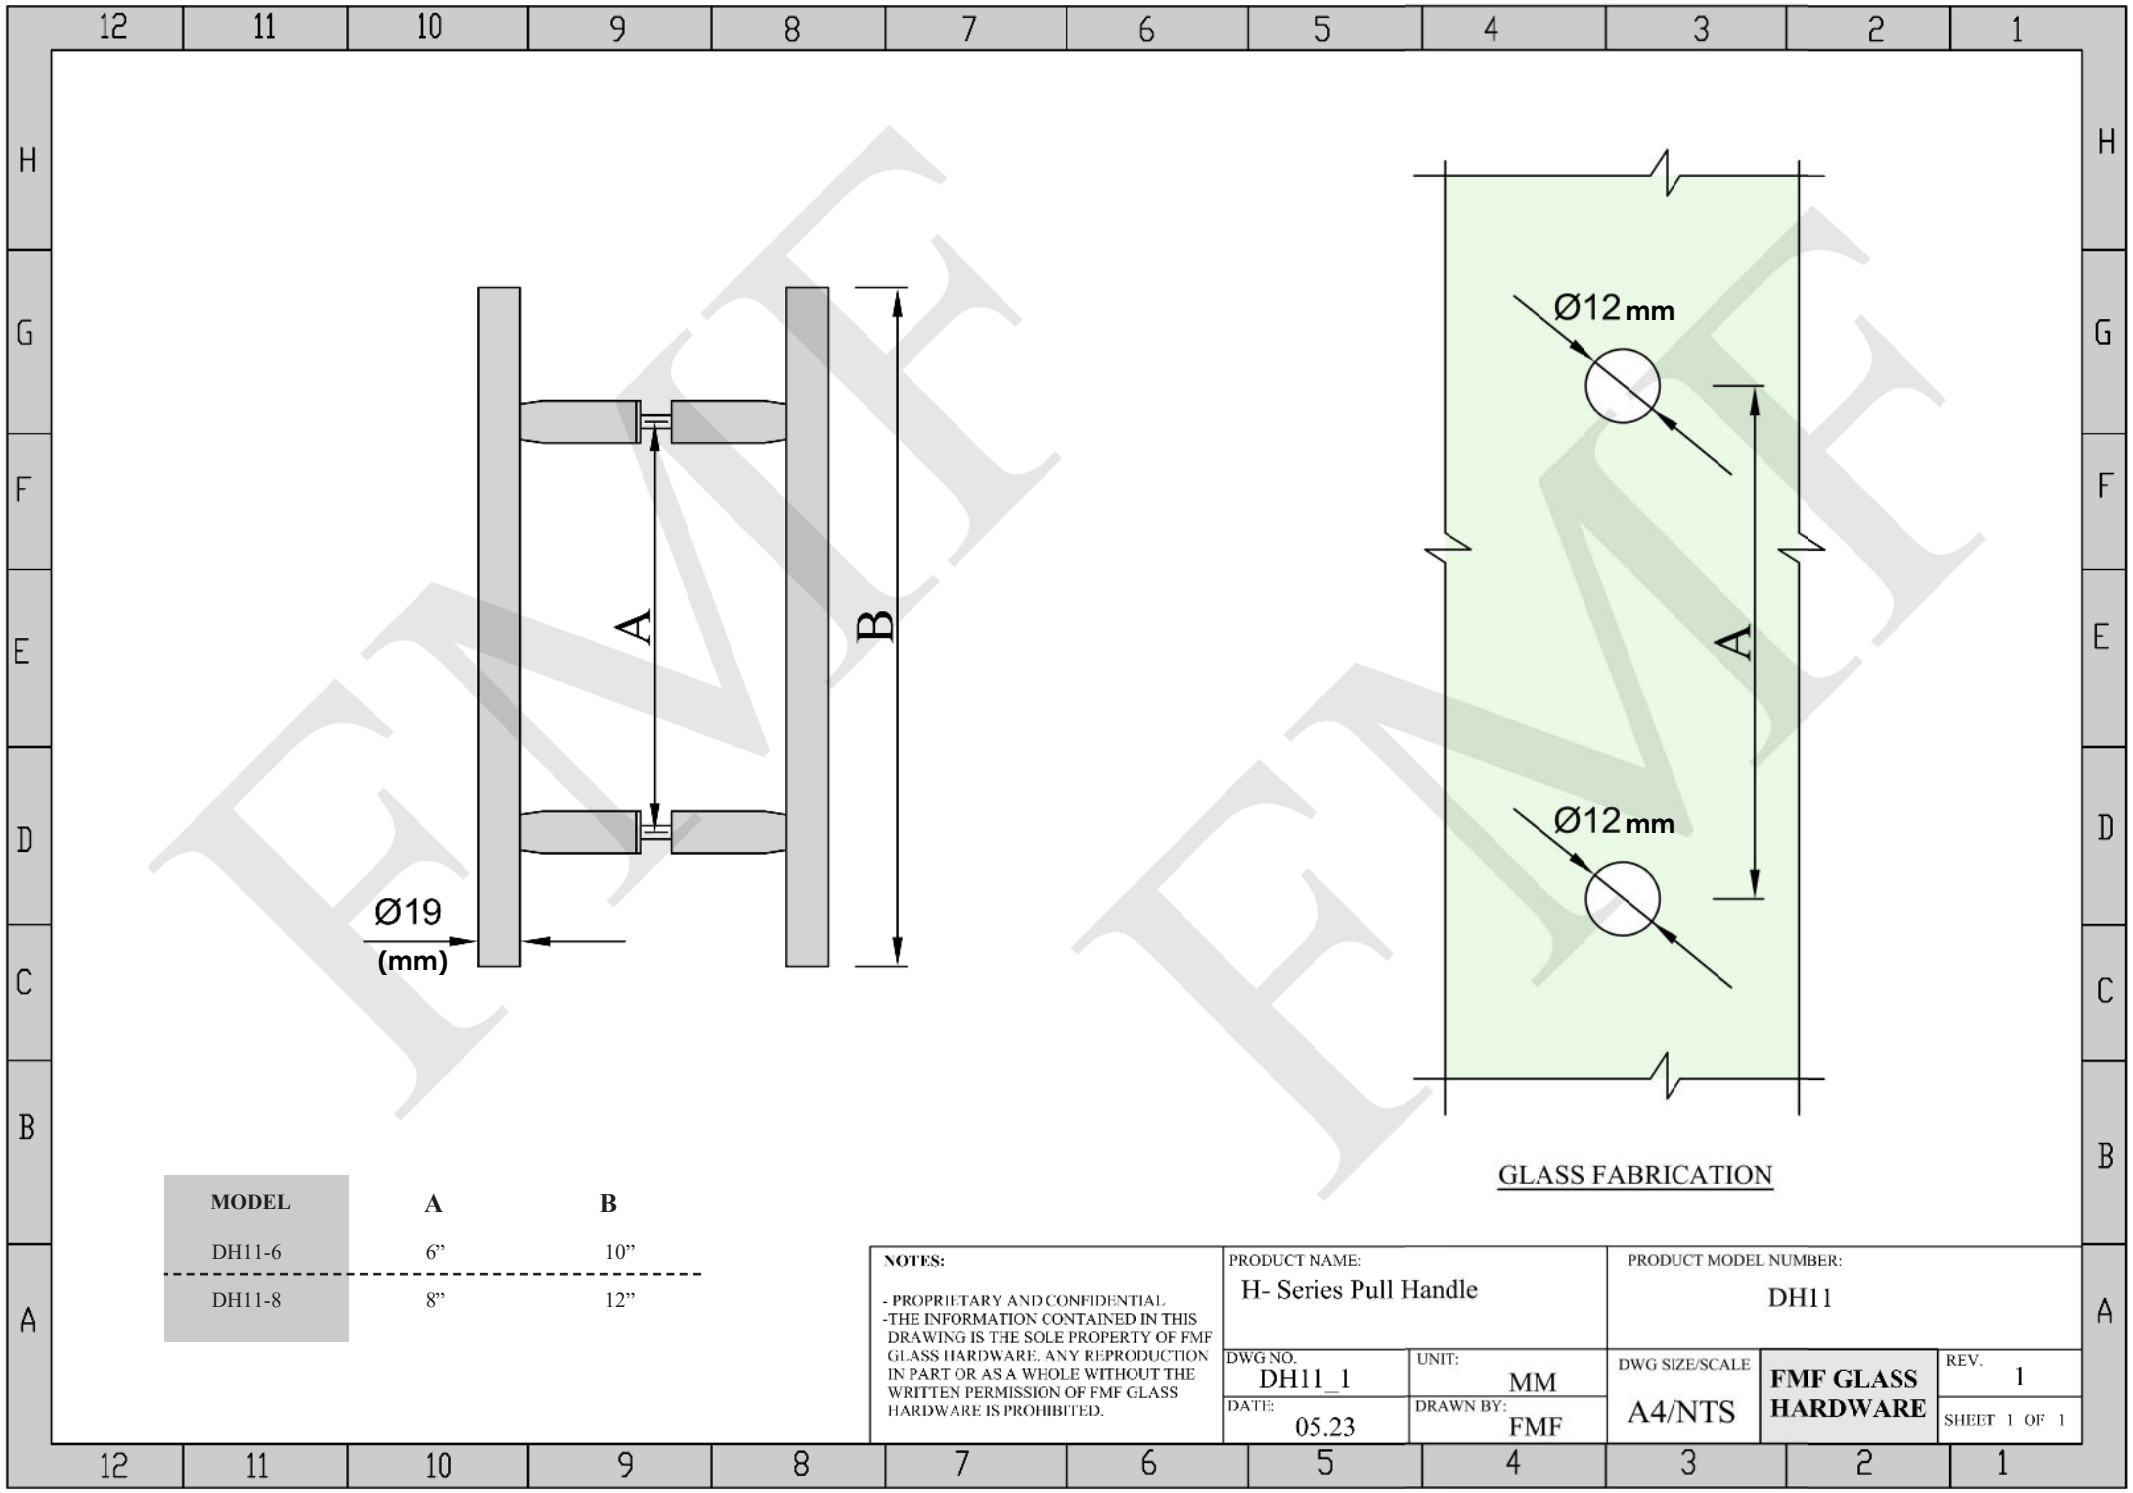 12 11 10 9 8 7 6 5 4 3 2 1
H H
G G
F F
E E
D D
C C
B B
A A
FMF
FMF
A
B
Ø19
(mm)
Ø12 mm
A
Ø12 mm
GLASS FABRICATION
MODEL A B
DH11-6 6” 10”
DH11-8 8” 12”
NOTES:
- PROPRIETARY AND CONFIDENTIAL
-THE INFORMATION CONTAINED IN THIS
DRAWING IS THE SOLE PROPERTY OF FMF
GLASS HARDWARE. ANY REPRODUCTION
IN PART OR AS A WHOLE WITHOUT THE
WRITTEN PERMISSION OF FMF GLASS
HARDWARE IS PROHIBITED.
PRODUCT NAME:
H- Series Pull Handle
PRODUCT MODEL NUMBER:
DH11
DWG NO.
DH11_1
UNIT:
MM
DATE:
05.23
DRAWN BY:
FMF
DWG SIZE/SCALE
A4/NTS
FMF GLASS
HARDWARE
REV.
1
SHEET 1 OF 1
12 11 10 9 8 7 6 5 4 3 2 1